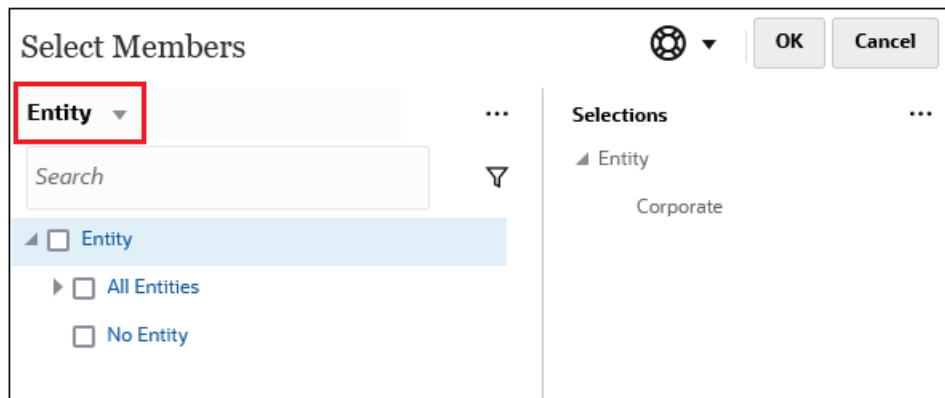 Select Members
OK
Cancel
Entity
...
Selections
...
Search
Entity
Corporate
Entity
All Entities
No Entity